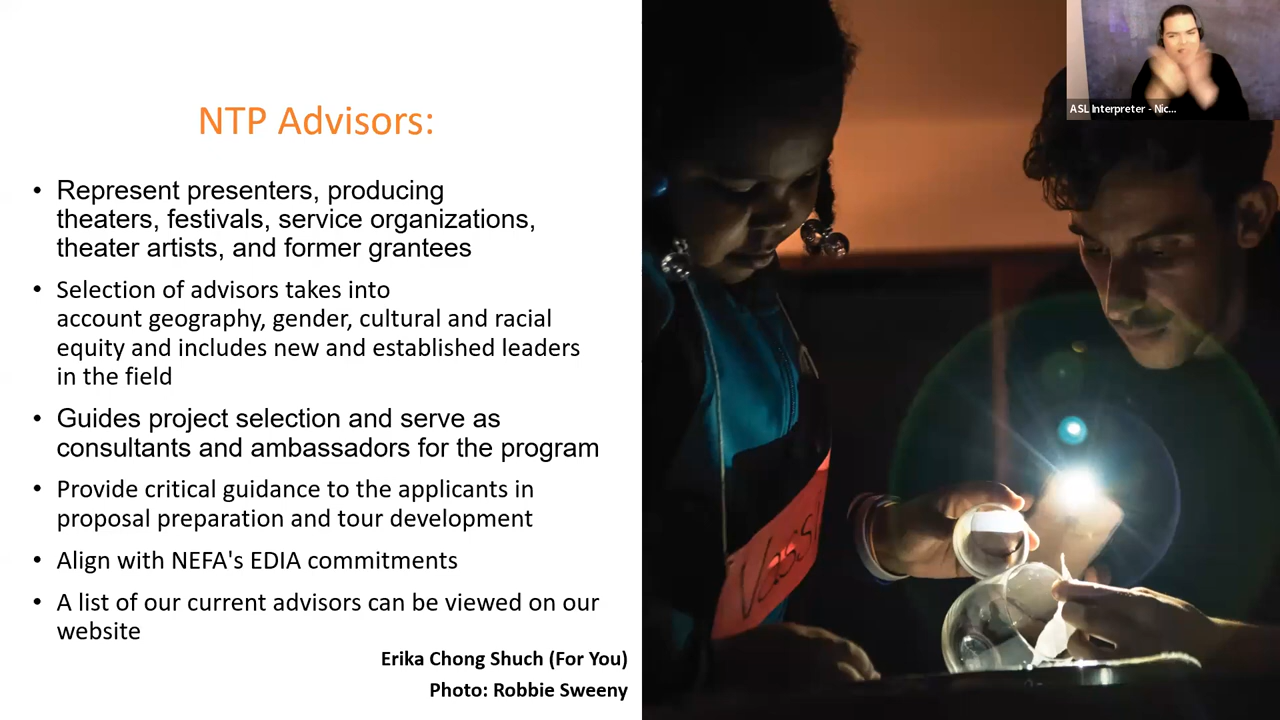 NTP Advisors:
• Represent presenters, producing
theaters, festivals, service organizations,
theater artists, and former grantees
• Selection of advisors takes into
account geography, gender, cultural and racial
equity and includes new and established leaders
in the field
• Guides project selection and serve as
consultants and ambassadors for the program
• Provide critical guidance to the applicants in
proposal preparation and tour development
• Align with NEFA's EDIA commitments
• A list of our current advisors can be viewed on our
website
Erika Chong Shuch (For You)
Photo: Robbie Sweeny
ASL Interpreter - Nic...